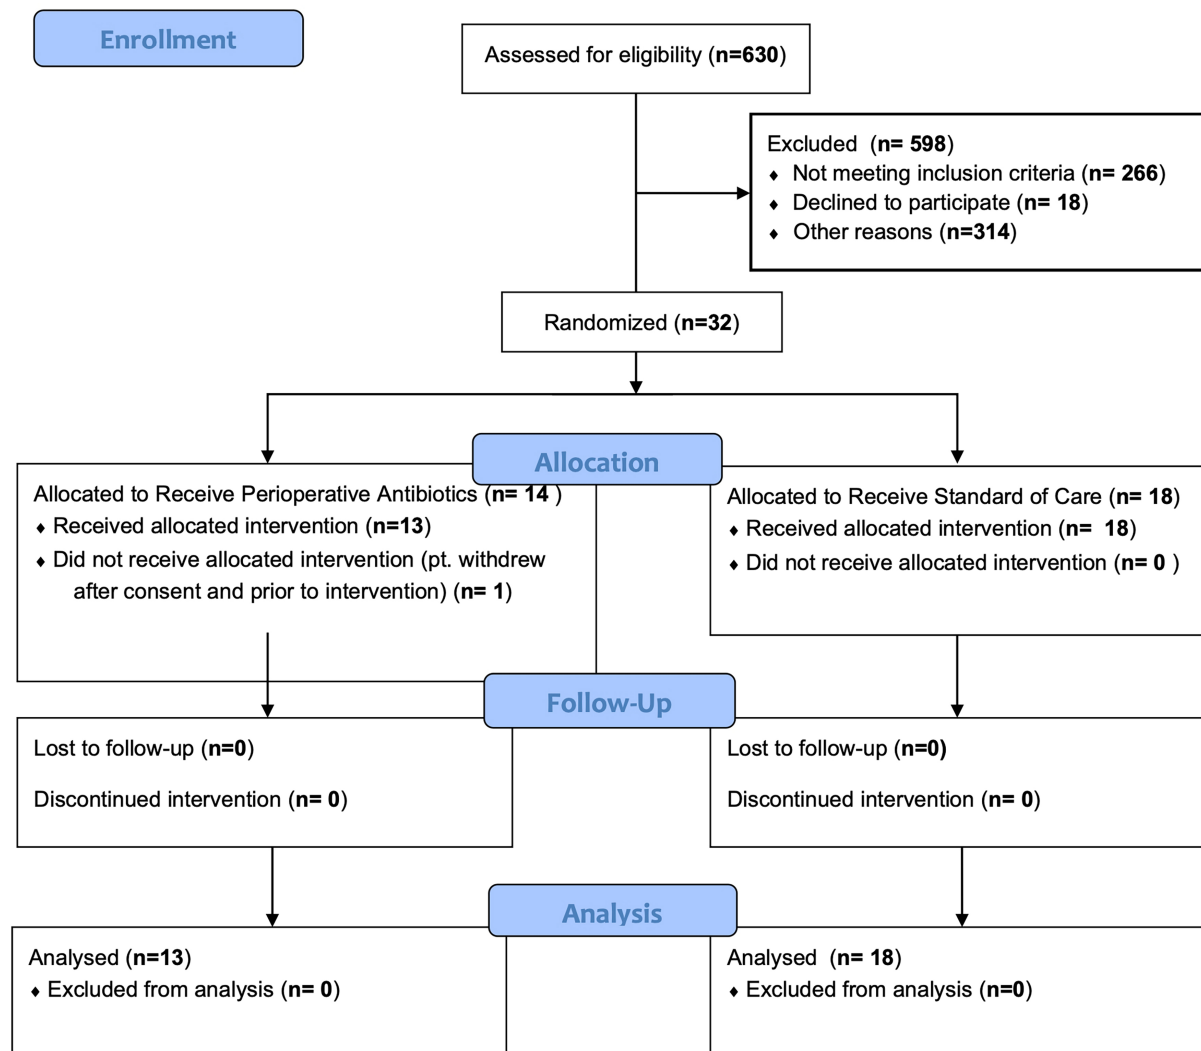 Enrollment
Assessed for eligibility (n=630)
Excluded  (n= 598)
♦ Not meeting inclusion criteria (n= 266)
♦ Declined to participate (n= 18)
♦ Other reasons (n=314)
Randomized (n=32)
Allocation
Allocated to Receive Perioperative Antibiotics (n= 14 )
♦ Received allocated intervention (n=13)
♦ Did not receive allocated intervention (pt. withdrew
after consent and prior to intervention) (n= 1)
Allocated to Receive Standard of Care (n= 18)
♦ Received allocated intervention (n=  18)
♦ Did not receive allocated intervention (n= 0 )
Follow-Up
Lost to follow-up (n=0)
Discontinued intervention (n= 0)
Lost to follow-up (n=0)
Discontinued intervention (n= 0)
Analysis
Analysed (n=13)
♦ Excluded from analysis (n= 0)
Analysed  (n= 18)
♦ Excluded from analysis (n=0)